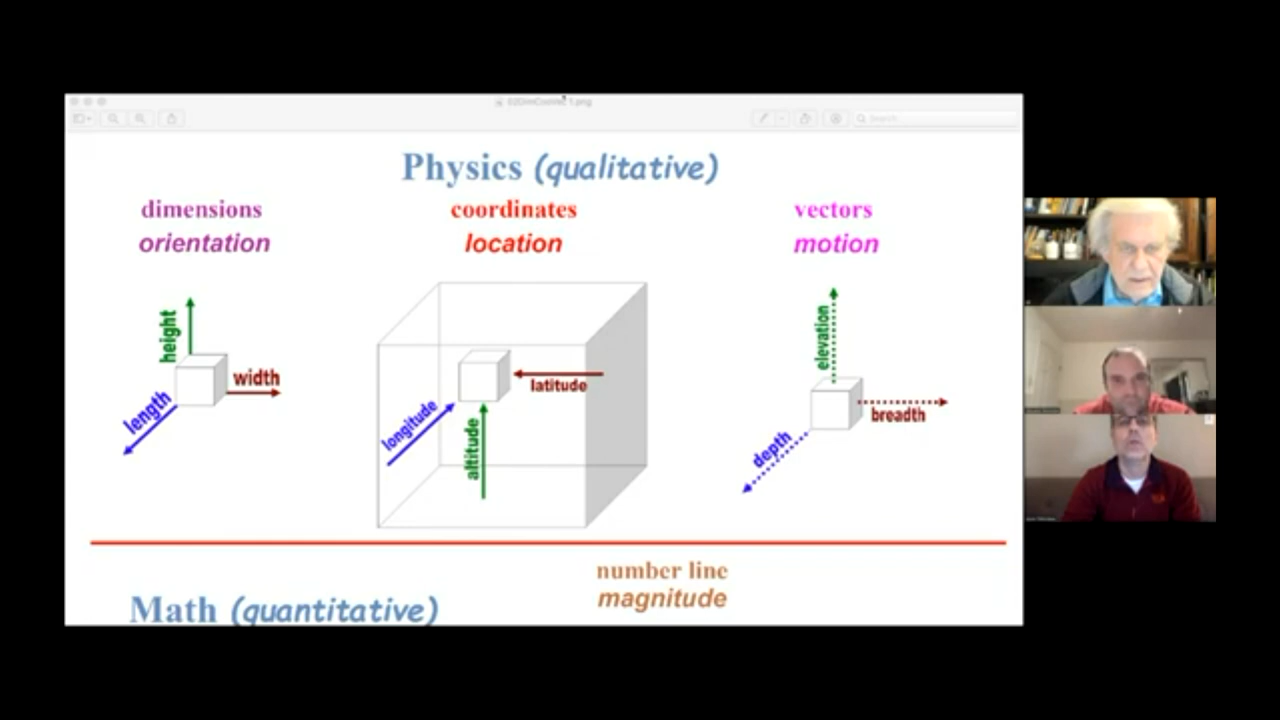 Search
Physics (qualitative)
dimensions
orientation
coordinates
location
vectors
motion
height
width
length
longitude
altitude
latitude
elevation
breadth
depth
number line
magnitude
Math (quantitative)